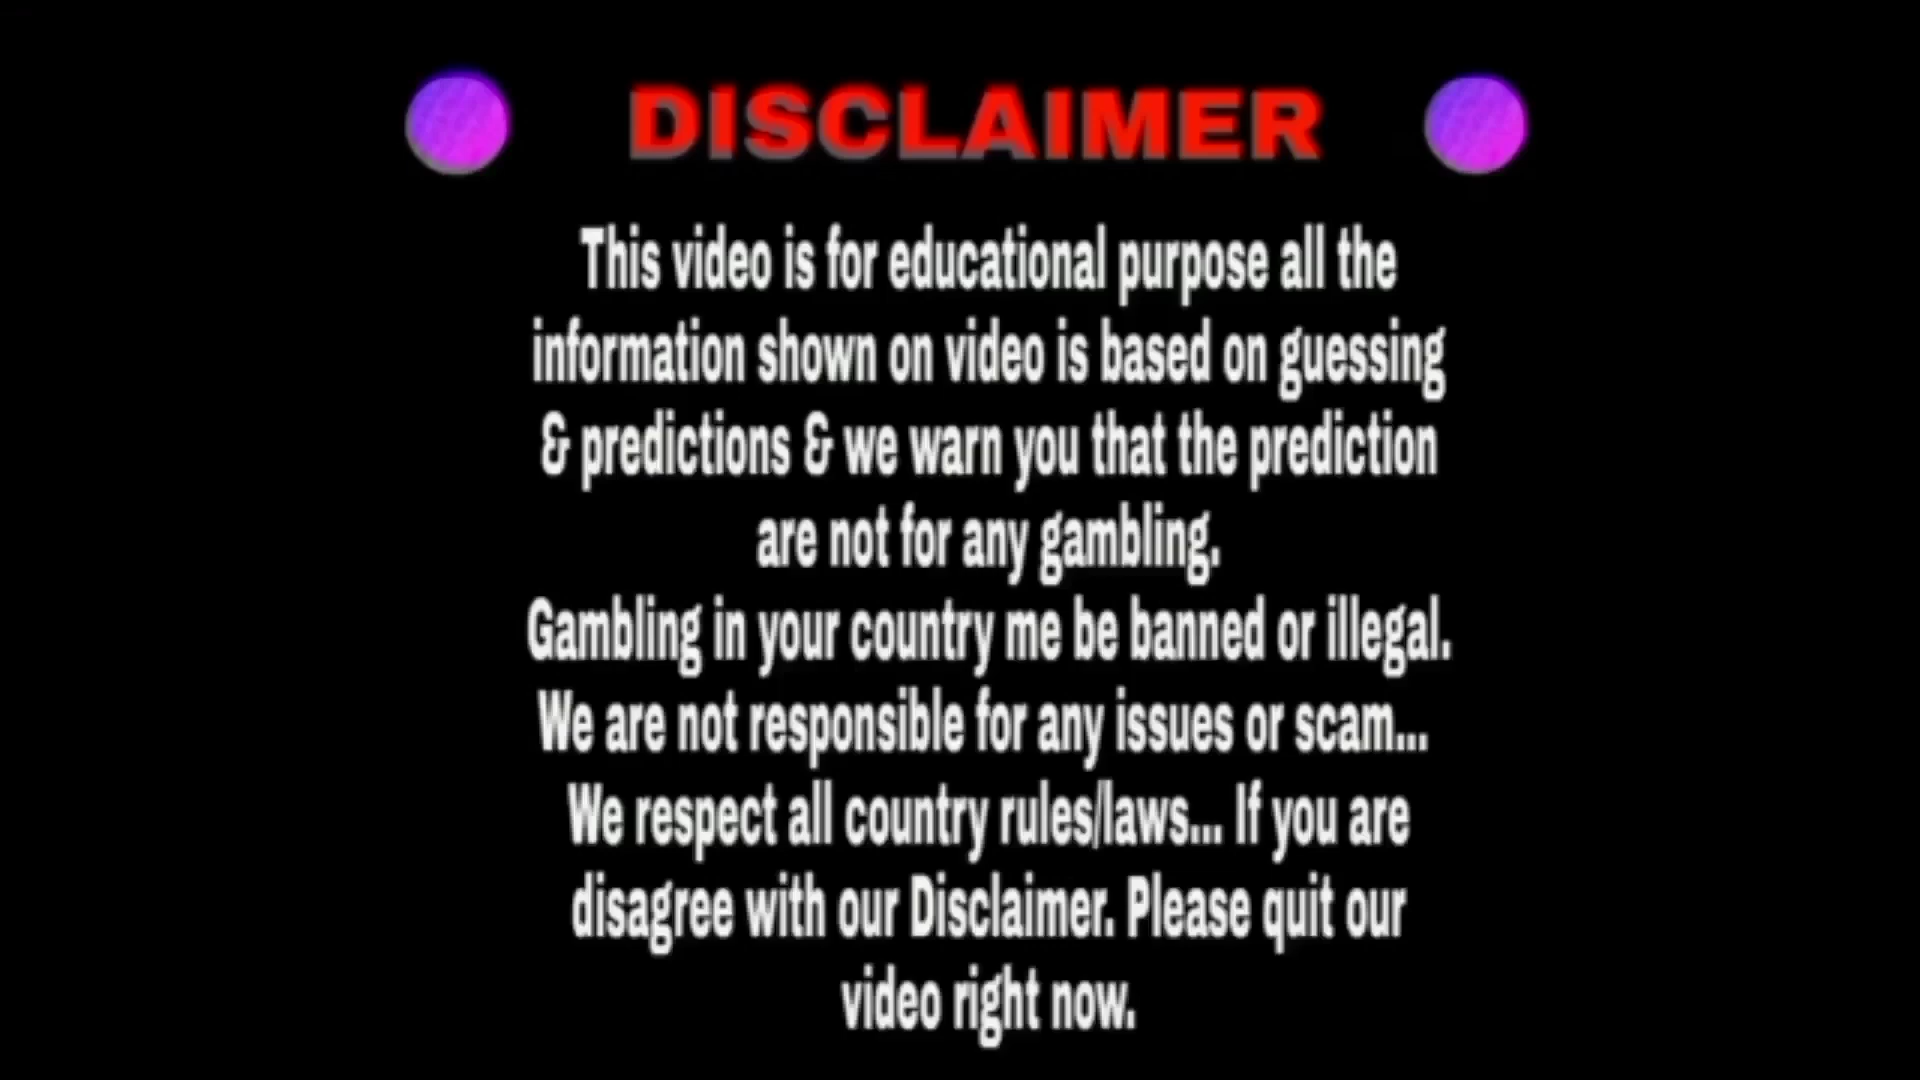 DISCLAIMER
This video is for educational purpose all the
information shown on video is based on guessing
& predictions & we warn you that the prediction
are not for any gambling.
Gambling in your country me be banned or illegal.
We are not responsible for any issues or scam...
We respect all country rules/laws... If you are
disagree with our Disclaimer. Please quit our
video right now.